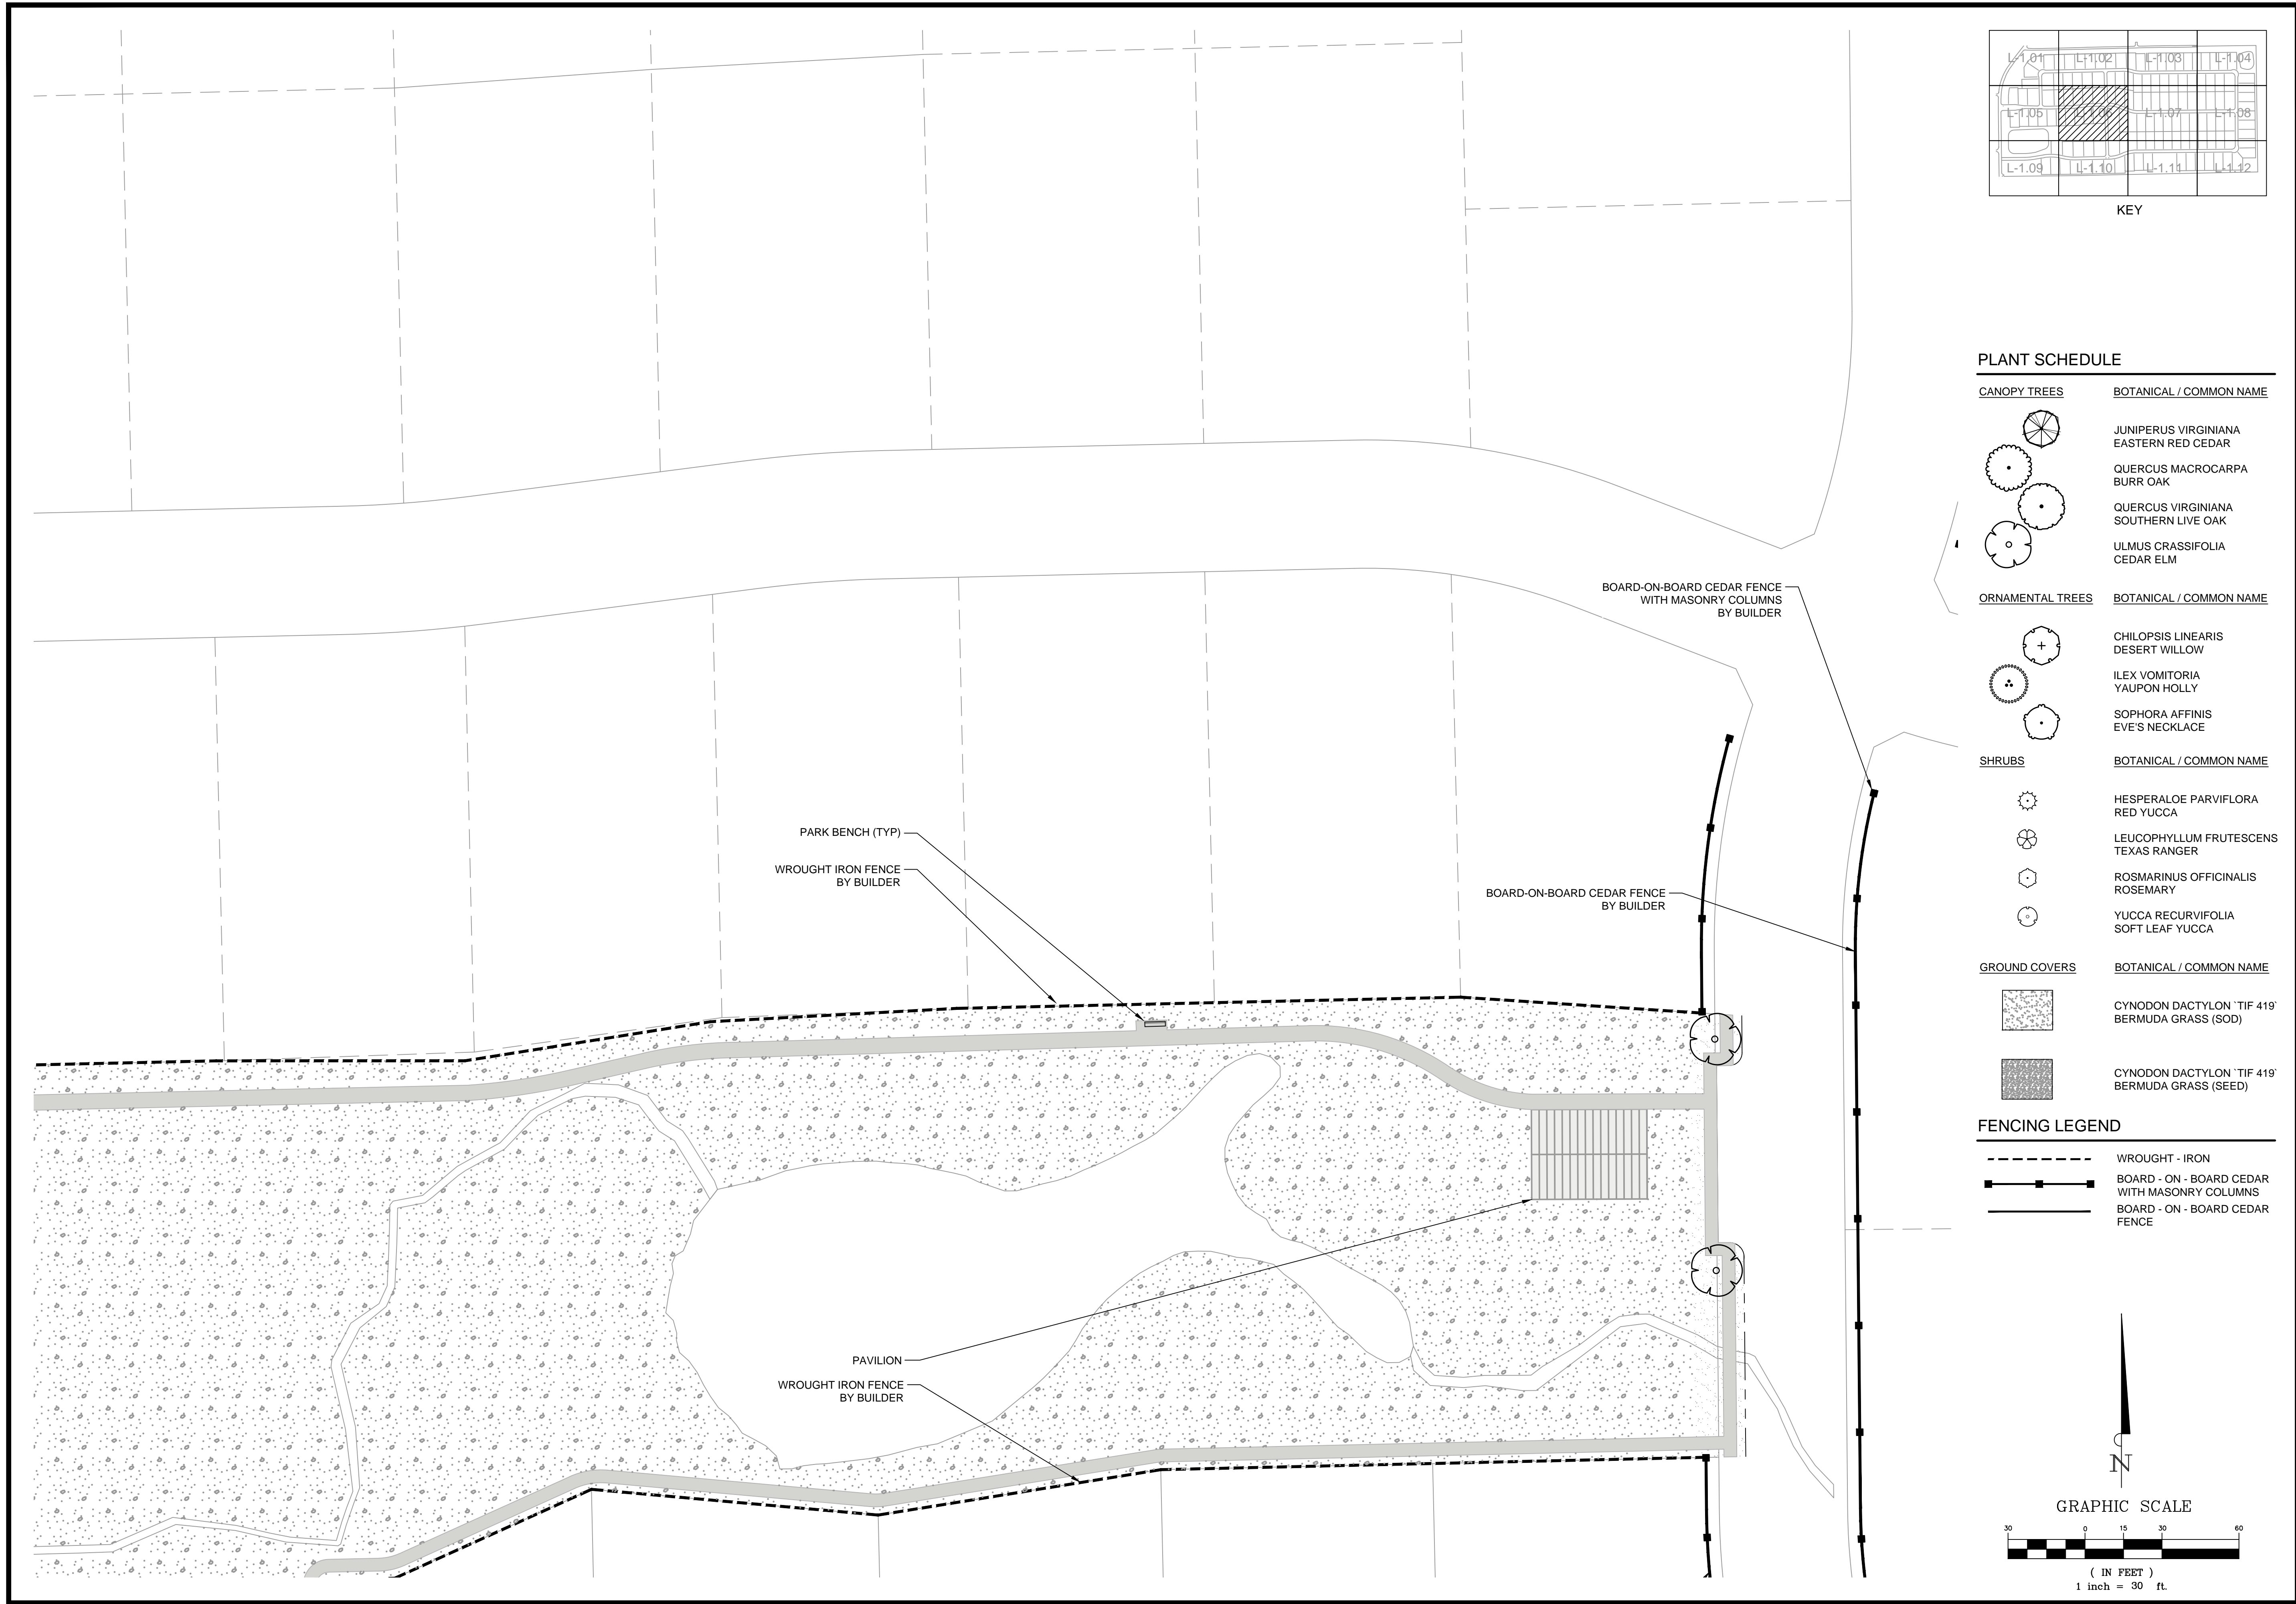 L-1.01 L-1.02 L-1.03 L-1.04
L-1.05 L-1.06 L-1.07 L-1.08
L-1.09 L-1.10 L-1.11 L-1.12
KEY
PLANT SCHEDULE
CANOPY TREES BOTANICAL / COMMON NAME
JUNIPERUS VIRGINIANA
EASTERN RED CEDAR
QUERCUS MACROCARPA
BURR OAK
QUERCUS VIRGINIANA
SOUTHERN LIVE OAK
ULMUS CRASSIFOLIA
CEDAR ELM
ORNAMENTAL TREES BOTANICAL / COMMON NAME
CHILOPSIS LINEARIS
DESERT WILLOW
ILEX VOMITORIA
YAUPON HOLLY
SOPHORA AFFINIS
EVE'S NECKLACE
SHRUBS BOTANICAL / COMMON NAME
HESPERALOE PARVIFLORA
RED YUCCA
LEUCOPHYLLUM FRUTESCENS
TEXAS RANGER
ROSMARINUS OFFICINALIS
ROSEMARY
YUCCA RECURVIFOLIA
SOFT LEAF YUCCA
GROUND COVERS BOTANICAL / COMMON NAME
CYNODON DACTYLON `TIF 419`
BERMUDA GRASS (SOD)
CYNODON DACTYLON `TIF 419`
BERMUDA GRASS (SEED)
FENCING LEGEND
WROUGHT - IRON
BOARD - ON - BOARD CEDAR
WITH MASONRY COLUMNS
BOARD - ON - BOARD CEDAR
FENCE
N
GRAPHIC SCALE
30 0 15 30 60
( IN FEET )
1 inch = 30 ft.
BOARD-ON-BOARD CEDAR FENCE
WITH MASONRY COLUMNS
BY BUILDER
PARK BENCH (TYP)
WROUGHT IRON FENCE
BY BUILDER
BOARD-ON-BOARD CEDAR FENCE
BY BUILDER
PAVILION
WROUGHT IRON FENCE
BY BUILDER